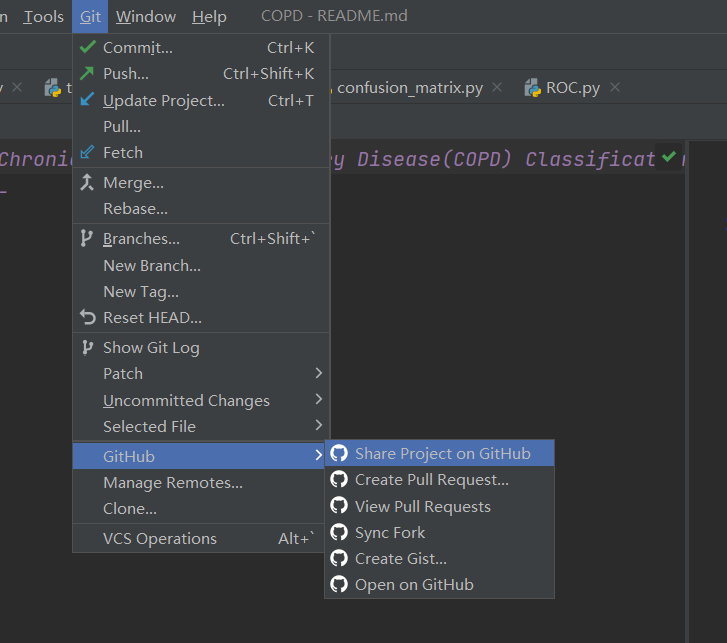 n Tools Git Window Help COPD - README.md
Commit... Ctrl+K
Push... Ctrl+Shift+K
y t confusion_matrix.py ROC.py
Update Project... Ctrl+T
Pull...
Fetch
Chroni y Disease(COPD) Classificat
Merge...
Rebase...
Branches... Ctrl+Shift+`
New Branch...
New Tag...
Reset HEAD...
Show Git Log
Patch
Uncommitted Changes
Selected File
GitHub
Share Project on GitHub
Manage Remotes...
Create Pull Request...
Clone...
View Pull Requests
VCS Operations Alt+`
Sync Fork
Create Gist...
Open on GitHub